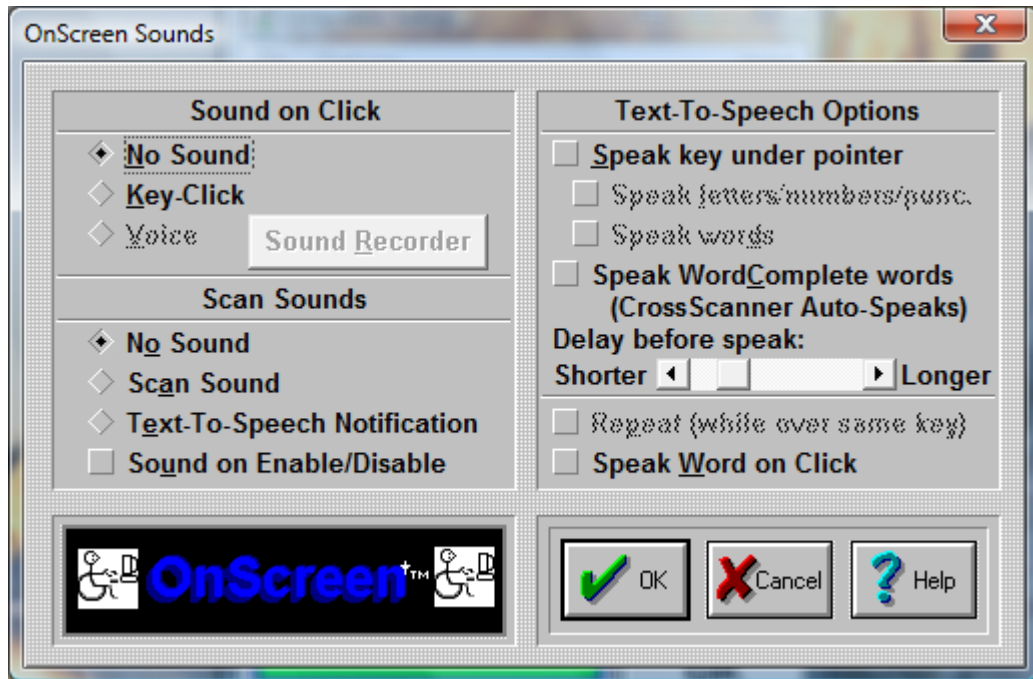 OnScreen Sounds
Sound on Click
No Sound
Key-Click
Voice
Sound Recorder
Scan Sounds
No Sound
Scan Sound
Text-To-Speech Notification
Sound on Enable/Disable
Text-To-Speech Options
Speak key under pointer
Speak letters/numbers/punc.
Speak words
Speak WordComplete words
(CrossScanner Auto-Speaks)
Delay before speak:
Shorter Longer
Repeat (while over same key)
Speak Word on Click
OnScreen™
OK Cancel Help